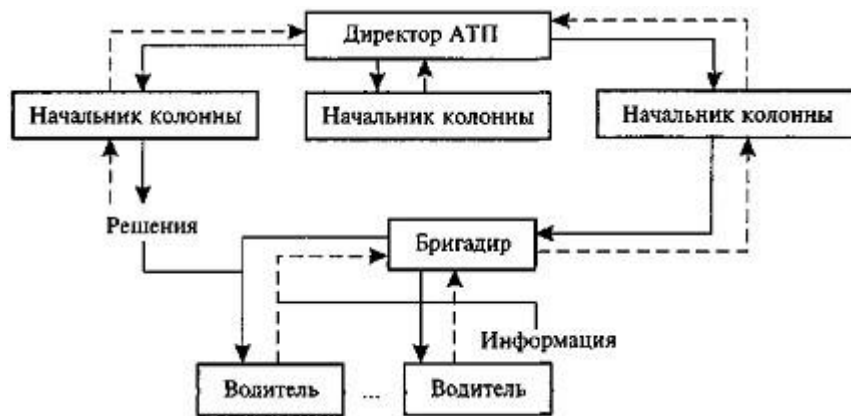 Директор АТП
Начальник колонны
Начальник колонны
Начальник колонны
Решения
Бригадир
Информация
Водитель
...
Водитель